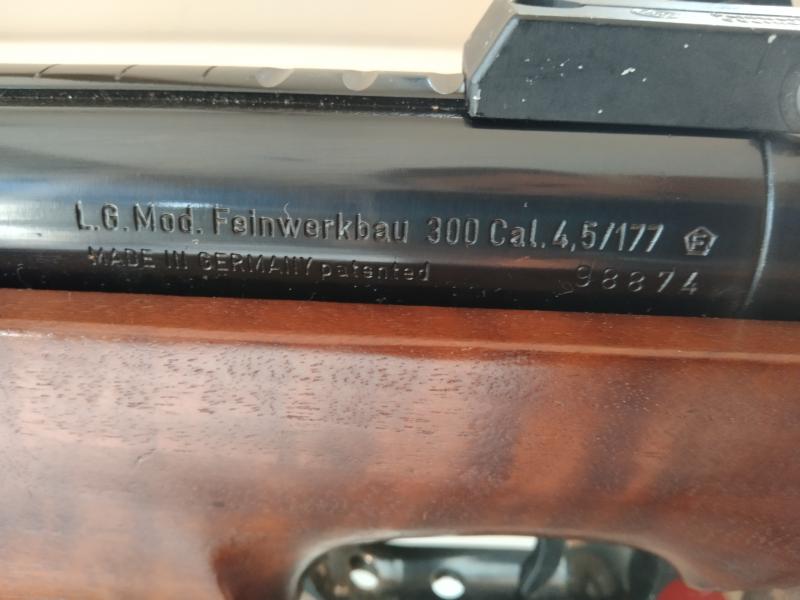 L.G. Mod. Feinwerkbau 300 Cal. 4,5/177 F
MADE IN GERMANY patented 98874